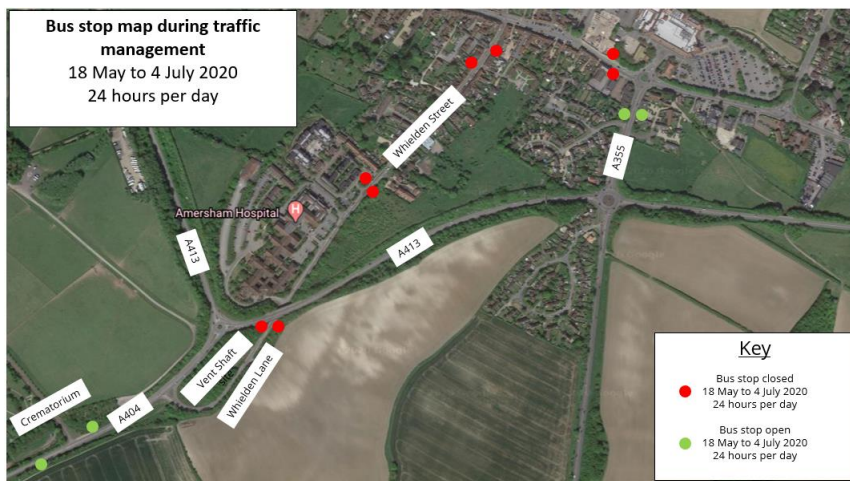 Bus stop map during traffic
management
18 May to 4 July 2020
24 hours per day
Whielden Street
A355
Amersham Hospital
H
A413
A413
Vent Shaft
Whielden Lane
Crematorium
A404
Key
Bus stop closed
18 May to 4 July 2020
24 hours per day
Bus stop open
18 May to 4 July 2020
24 hours per day